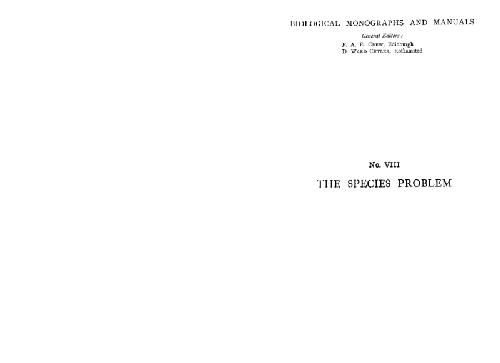 BIOLOGICAL MONOGRAPHS AND MANUALS
General Editors:
F. A. E. Crew, Edinburgh
D. Ward Cutler, Rothamsted
No. VIII
THE SPECIES PROBLEM